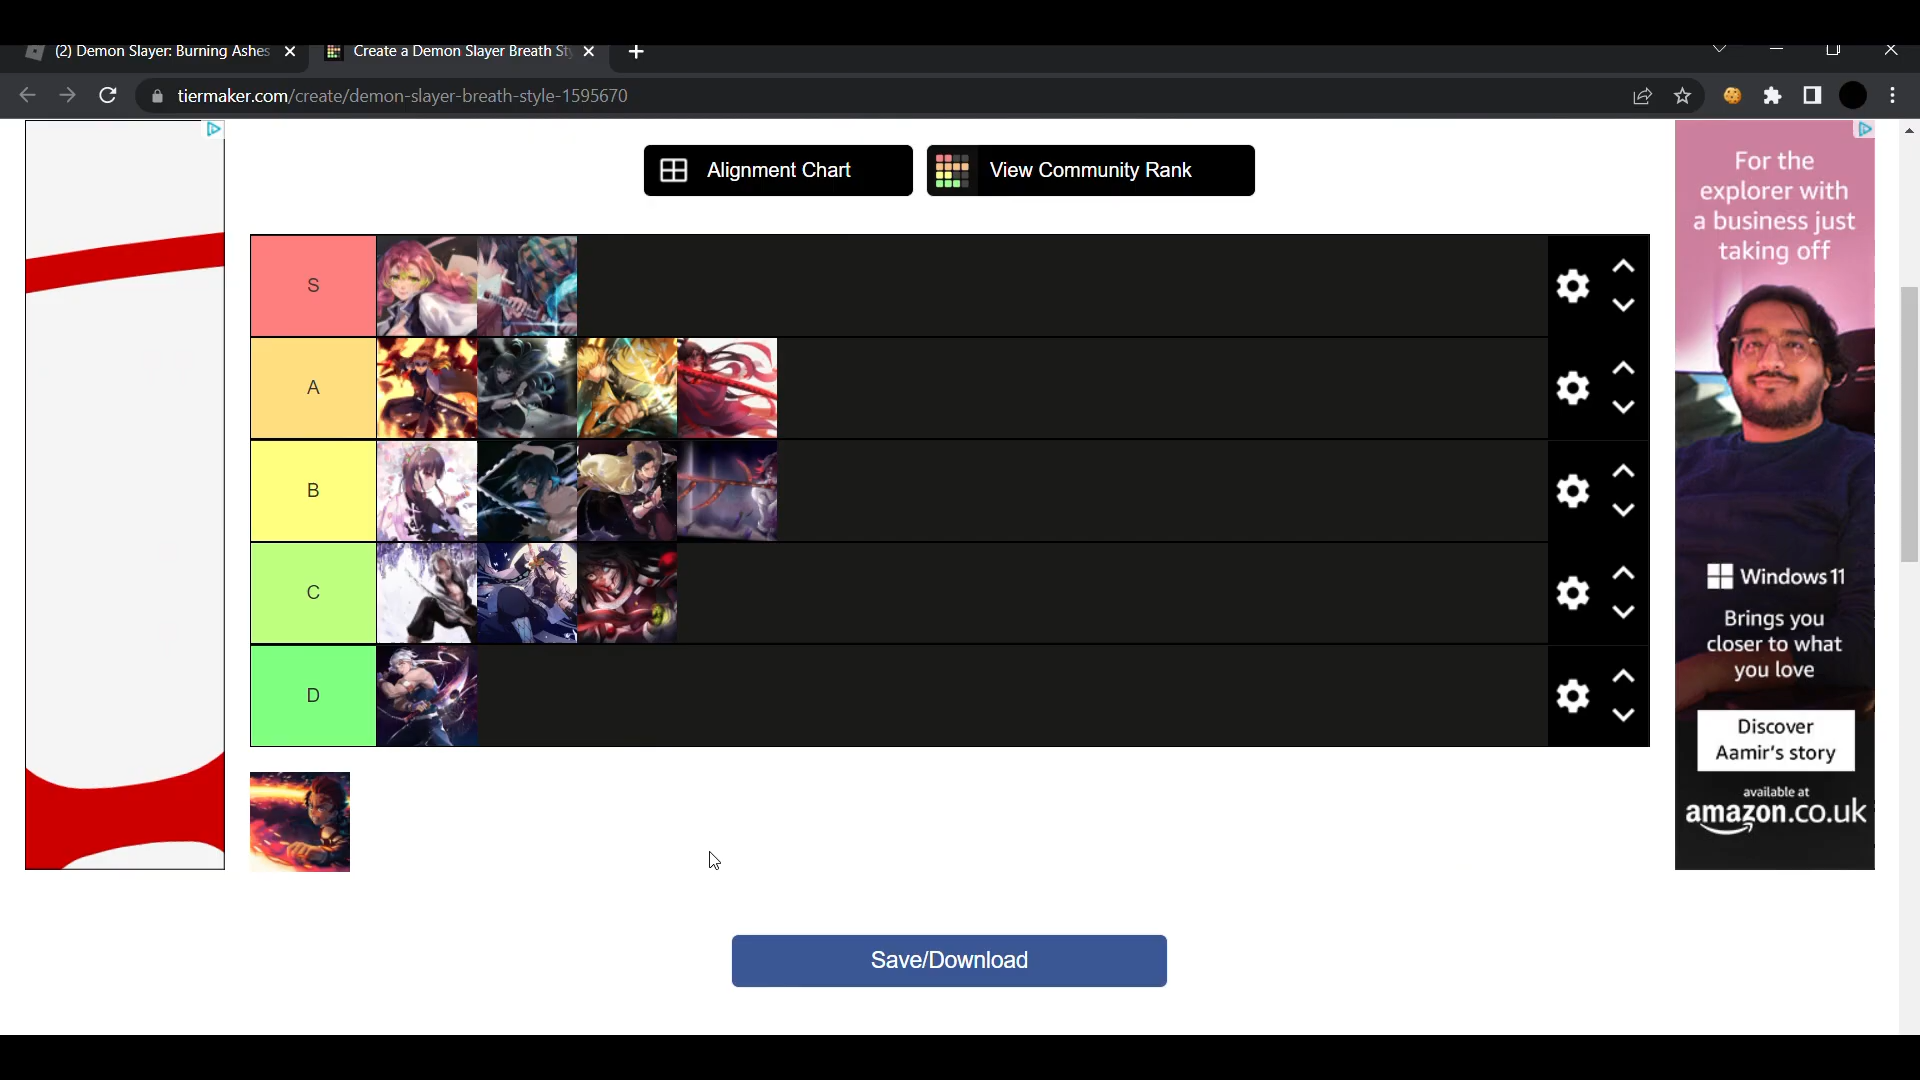 (2) Demon Slayer: Burning Ashes
Create a Demon Slayer Breath St
tiermaker.com/create/demon-slayer-breath-style-1595670
Alignment Chart
View Community Rank
S
A
B
C
D
Save/Download
For the
explorer with
a business just
taking off
Windows 11
Brings you
closer to what
you love
Discover
Aamir's story
available at
amazon.co.uk